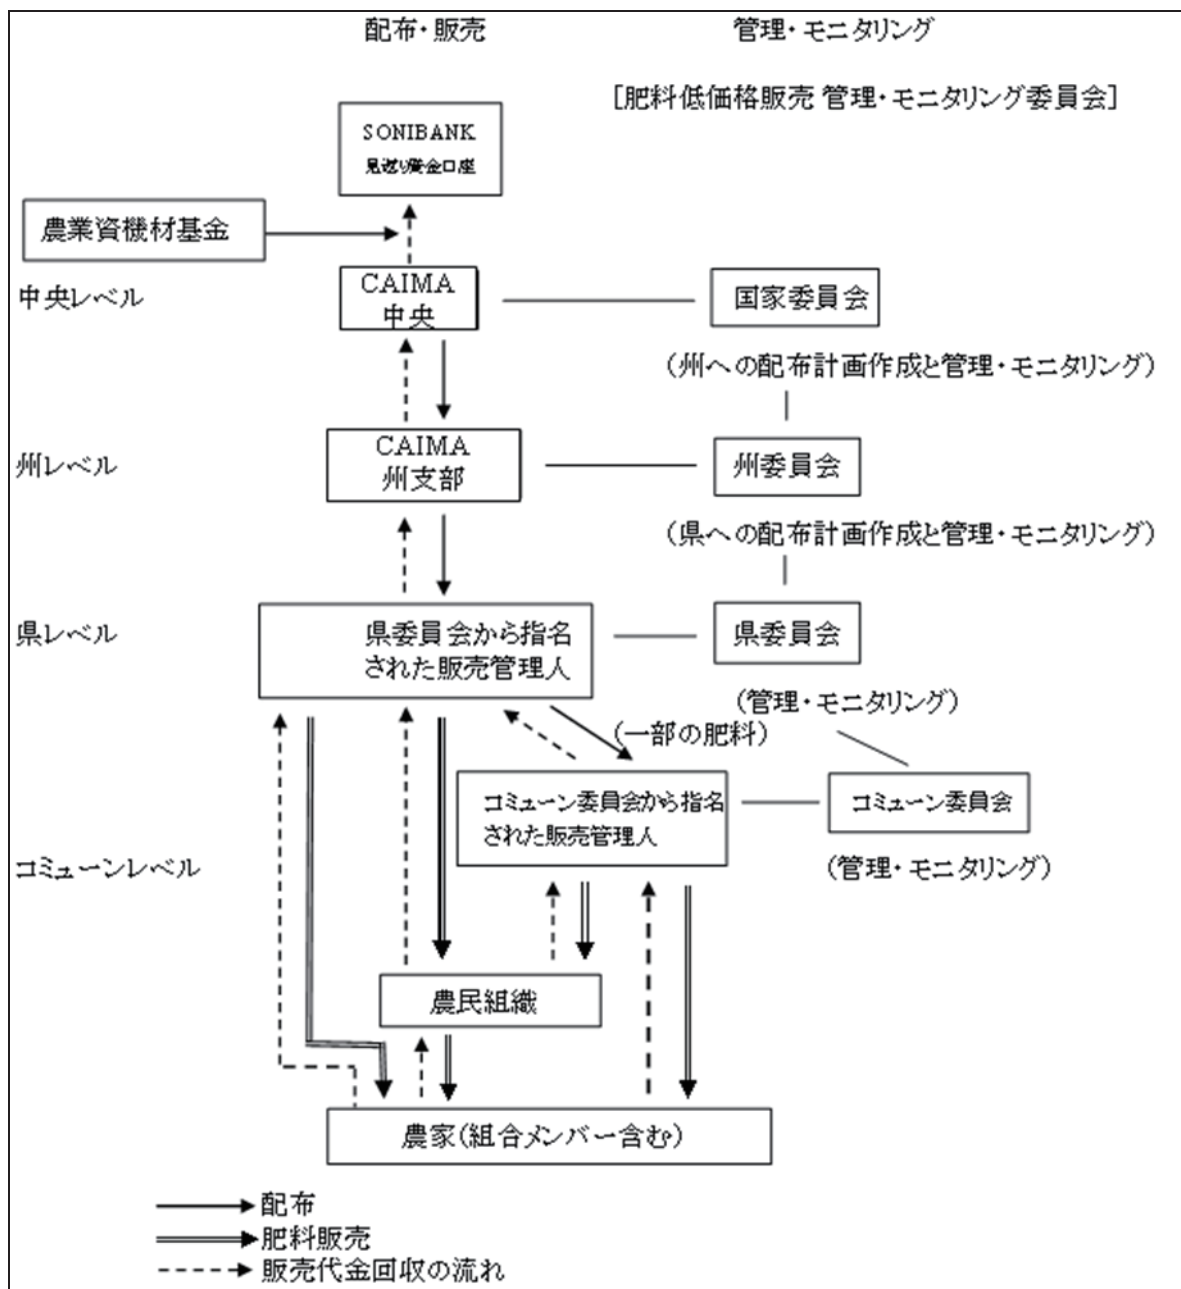 配布・販売
管理・モニタリング
[肥料低価格販売 管理・モニタリング委員会]
SONIBANK
見返り資金口座
農業資機材基金
中央レベル
CAIMA
中央
国家委員会
(州への配布計画作成と管理・モニタリング)
州レベル
CAIMA
州支部
州委員会
(県への配布計画作成と管理・モニタリング)
県レベル
県委員会から指名
された販売管理人
県委員会
(管理・モニタリング)
(一部の肥料)
コミューン委員会から指名
された販売管理人
コミューン委員会
コミューンレベル
(管理・モニタリング)
農民組織
農家(組合メンバー含む)
配布
肥料販売
販売代金回収の流れ